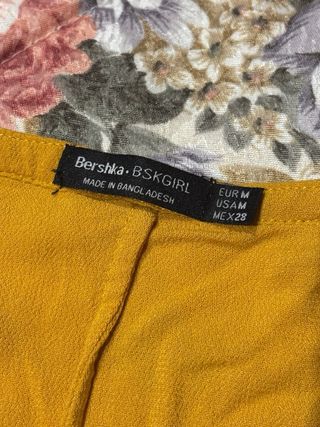 Bershka. BSKGIRL
MADE IN BANGLADESH
EUR M
USA M
MEX 28